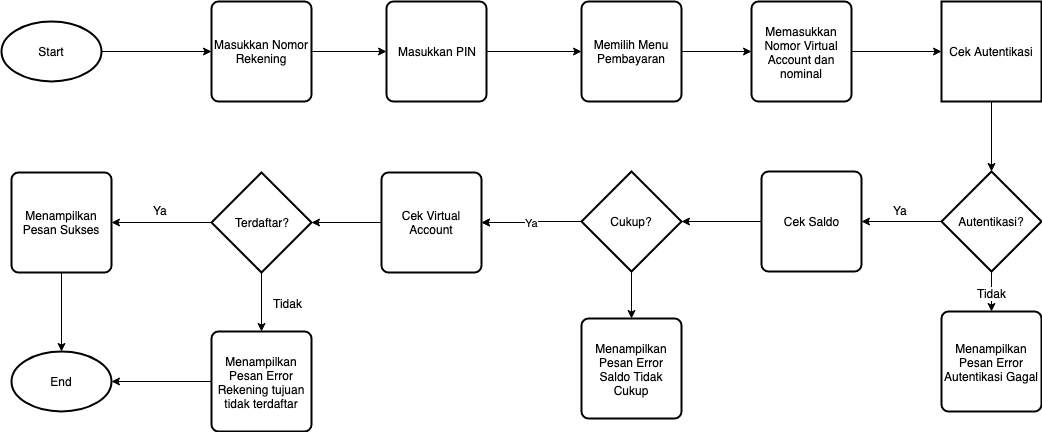 Start
Masukkan Nomor
Rekening
Masukkan PIN
Memilih Menu
Pembayaran
Memasukkan
Nomor Virtual
Account dan
nominal
Cek Autentikasi
Menampilkan
Pesan Sukses
Ya
Terdaftar?
Cek Virtual
Account
Ya
Cukup?
Cek Saldo
Ya
Autentikasi?
Tidak
Tidak
End
Menampilkan
Pesan Error
Rekening tujuan
tidak terdaftar
Menampilkan
Pesan Error
Saldo Tidak
Cukup
Menampilkan
Pesan Error
Autentikasi Gagal